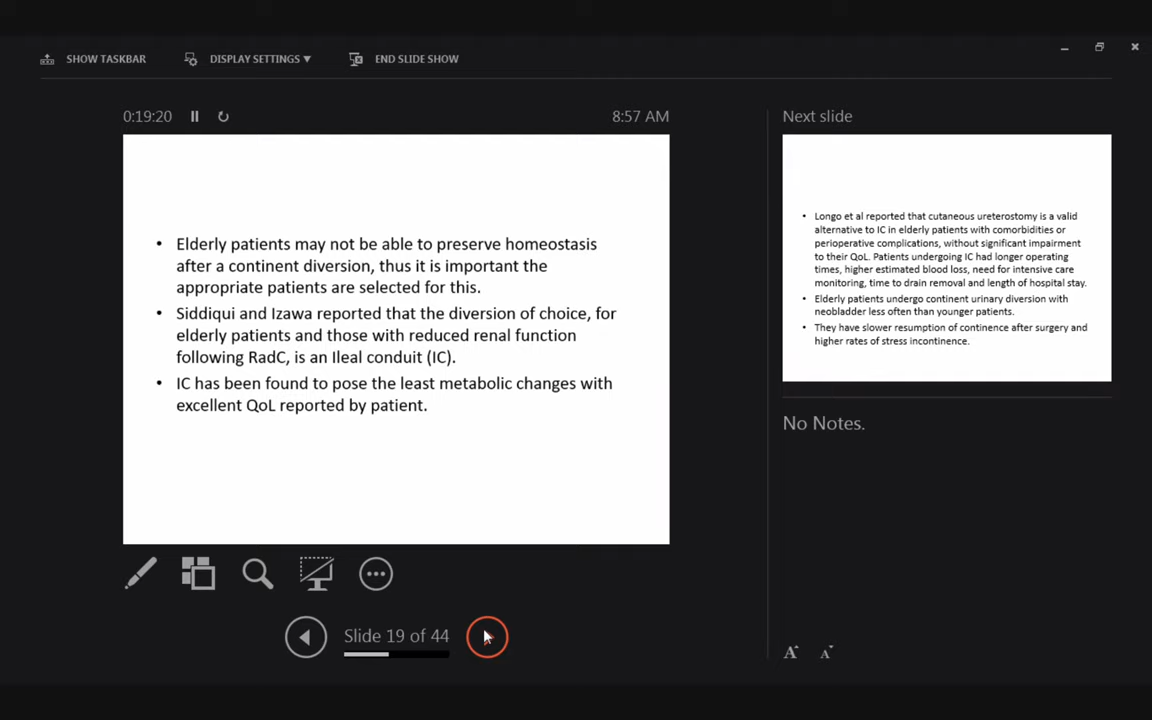 SHOW TASKBAR
DISPLAY SETTINGS ▼
END SLIDE SHOW
0:19:20
8:57 AM
• Elderly patients may not be able to preserve homeostasis
after a continent diversion, thus it is important the
appropriate patients are selected for this.
• Siddiqui and Izawa reported that the diversion of choice, for
elderly patients and those with reduced renal function
following RadC, is an Ileal conduit (IC).
• IC has been found to pose the least metabolic changes with
excellent QoL reported by patient.
Slide 19 of 44
Next slide
• Longo et al reported that cutaneous ureterostomy is a valid
alternative to IC in elderly patients with comorbidities or
perioperative complications, without significant impairment
to their QoL. Patients undergoing IC had longer operating
times, higher estimated blood loss, need for intensive care
monitoring, time to drain removal and length of hospital stay.
• Elderly patients undergo continent urinary diversion with
neobladder less often than younger patients.
• They have slower resumption of continence after surgery and
higher rates of stress incontinence.
No Notes.
A A